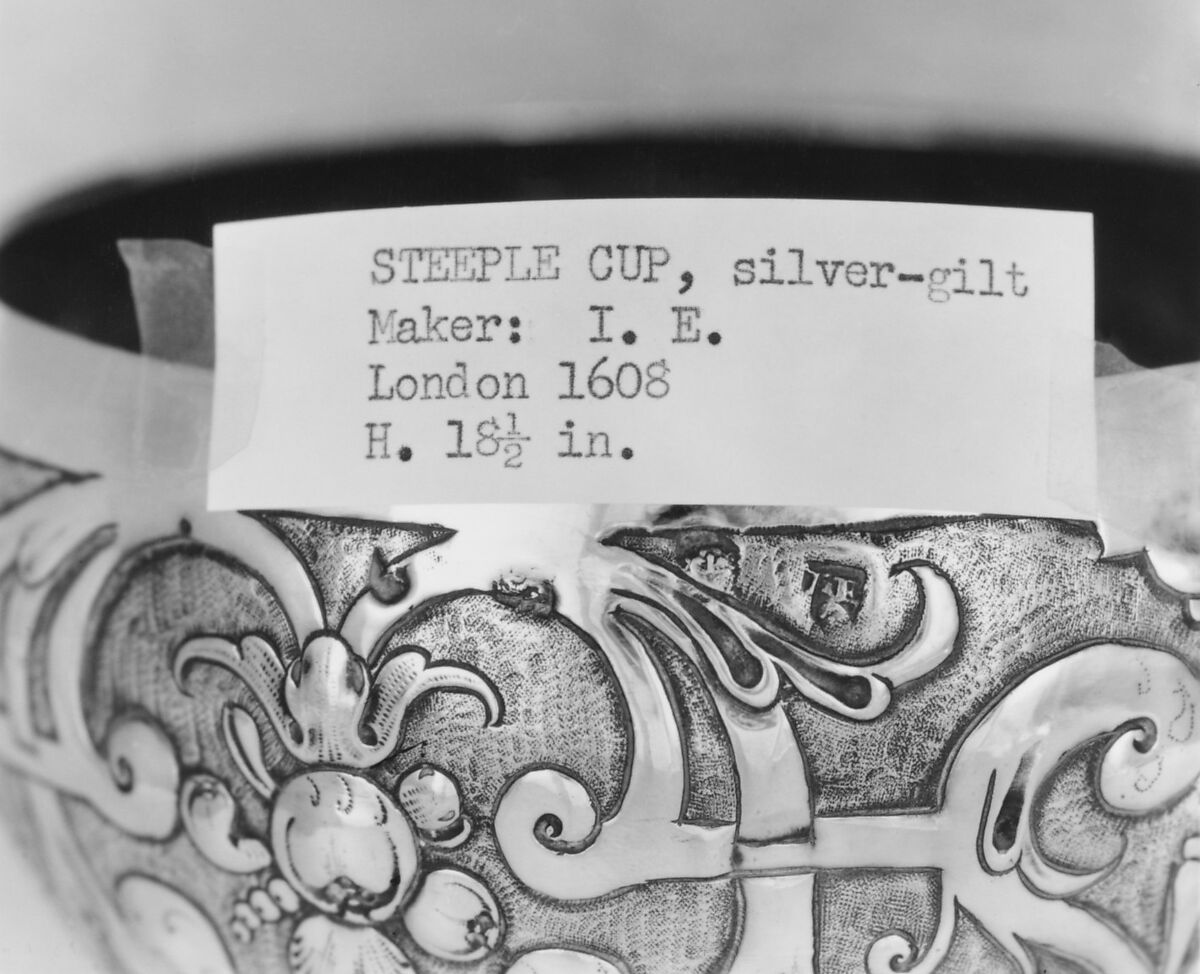 STEEPLE CUP, silver-gilt
Maker: I. E.
London 1608
H. 18½ in.